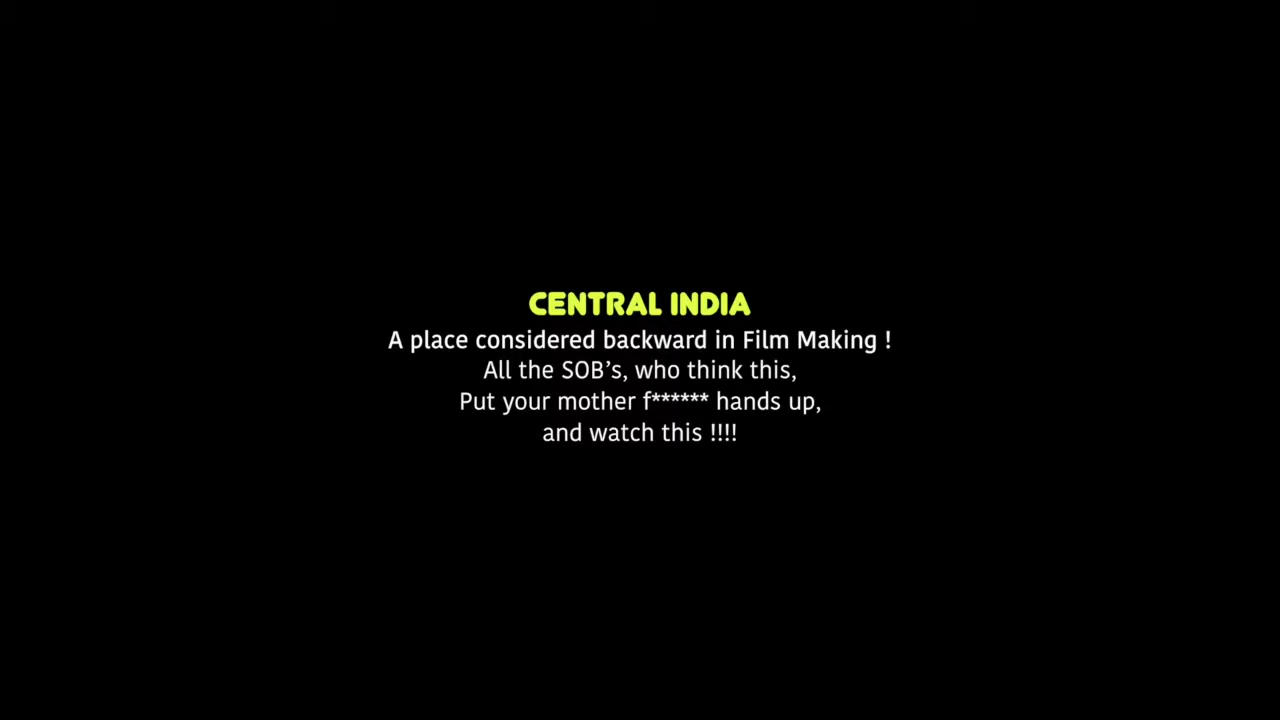 CENTRAL INDIA
A place considered backward in Film Making !
All the SOB’s, who think this,
Put your mother f****** hands up,
and watch this !!!!